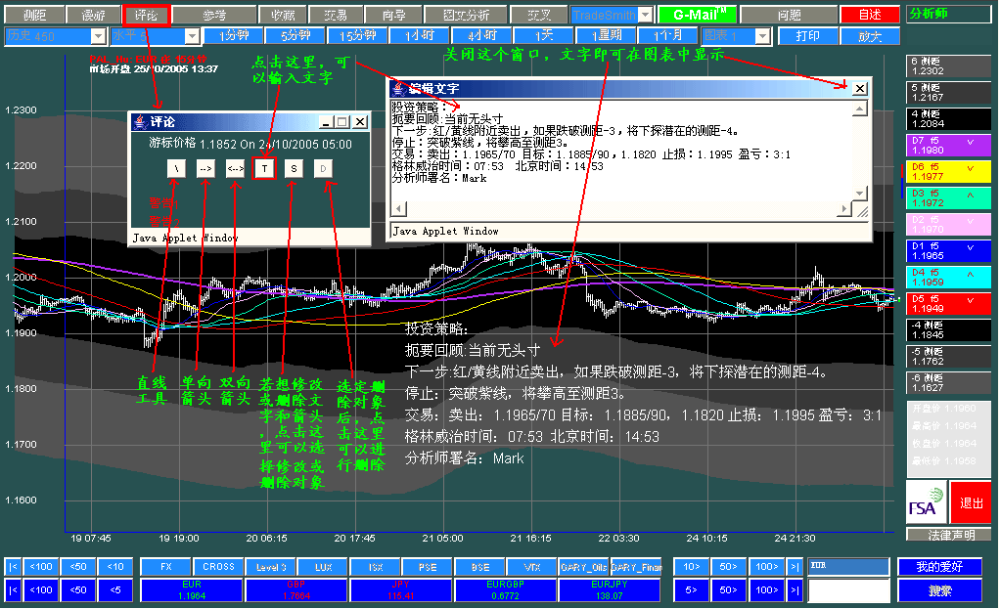 测距 漫游 评论 参考 收藏 交易 向导 图文分析 交叉 TradeSmith G-Mail™ 问题 自述 分析师
历史 450 水平 5 1分钟 5分钟 15分钟 1小时 4小时 1天 1星期 1个月 图表 1 打印 放大
市场开盘 25/10/2005 13:37
点击这里,可
以输入文字
关闭这个窗口,文字即可在图表中显示
编辑文字
投资策略:
扼要回顾:当前无头寸
下一步:红/黄线附近卖出,如果跌破测距-3,将下探潜在的测距-4。
停止:突破紫线,将攀高至测距3。
交易:卖出:1.1965/70 目标:1.1885/90,1.1820 止损:1.1995 盈亏:3:1
格林威治时间:07:53 北京时间:14:53
分析师署名:Mark
Java Applet Window
评论
游标价格 1.1852 On 24/10/2005 05:00
\ --> <--> T S D
Java Applet Window
1.2300
1.2200
1.2100
1.2000
1.1900
1.1800
1.1700
1.1600
直线
工具
单向
箭头
双向
箭头
若想修改
或删除文
字和箭头
,点击这
里可以选
择修改或
删除对象
选定删
除对象
后,点
击这里
可以进
行删除
投资策略:
扼要回顾:当前无头寸
下一步:红/黄线附近卖出,如果跌破测距-3,将下探潜在的测距-4。
停止:突破紫线,将攀高至测距3。
交易:卖出:1.1965/70 目标:1.1885/90,1.1820 止损:1.1995 盈亏:3:1
格林威治时间:07:53 北京时间:14:53
分析师署名:Mark
19 07:45 19 19:00 20 06:15 20 17:45 21 05:00 21 16:15 22 03:30 24 10:15 24 21:30
6 测距
1.2302
5 测距
1.2167
4 测距
1.2084
D7 f5
1.1980
D6 f5
1.1977
D3 f5
1.1972
D2 f5
1.1970
D1 f5
1.1965
D4 f5
1.1959
D5 f5
1.1949
-4 测距
1.1845
-5 测距
1.1762
-6 测距
1.1627
开盘价 1.1960
最高价 1.1964
收盘价 1.1964
最低价 1.1958
FSA
退出
法律声明
|< <100 <50 <10 FX CROSS Level 3 LUX ISX PSE BSE VTX GARY_Oils GARY_Finan 10> 50> 100> >| EUR 我的爱好
|< <100 <50 <5 EUR 1.1964 GBP 1.7664 JPY 115.41 EURGBP 0.6772 EURJPY 138.07 5> 50> 100> >| 搜索